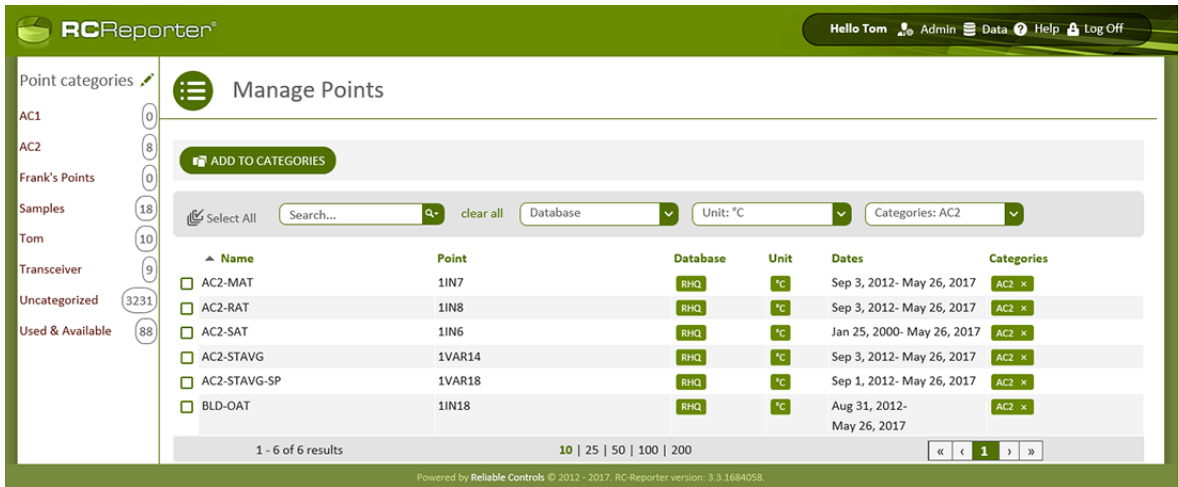 RCReporter®
Hello Tom Admin Data Help Log Off
Point categories
AC1 0
AC2 8
Frank's Points 0
Samples 18
Tom 10
Transceiver 9
Uncategorized 3231
Used & Available 88
Manage Points
ADD TO CATEGORIES
Select All Search... clear all Database Unit: °C Categories: AC2
Name Point Database Unit Dates Categories
AC2-MAT 1IN7 RHQ °C Sep 3, 2012- May 26, 2017 AC2 ×
AC2-RAT 1IN8 RHQ °C Sep 3, 2012- May 26, 2017 AC2 ×
AC2-SAT 1IN6 RHQ °C Jan 25, 2000- May 26, 2017 AC2 ×
AC2-STAVG 1VAR14 RHQ °C Sep 3, 2012- May 26, 2017 AC2 ×
AC2-STAVG-SP 1VAR18 RHQ °C Sep 1, 2012- May 26, 2017 AC2 ×
BLD-OAT 1IN18 RHQ °C Aug 31, 2012- AC2 ×
May 26, 2017
1 - 6 of 6 results 10 | 25 | 50 | 100 | 200 « ‹ 1 › »
Powered by Reliable Controls © 2012 - 2017. RC-Reporter version: 3.3.1684058.